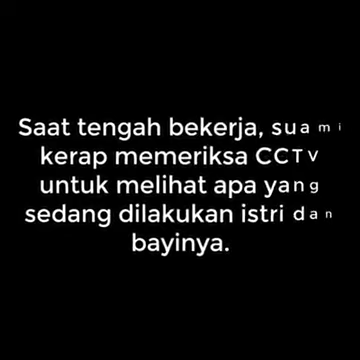 Saat tengah bekerja, suami
kerap memeriksa CCTV
untuk melihat apa yang
sedang dilakukan istri dan
bayinya.